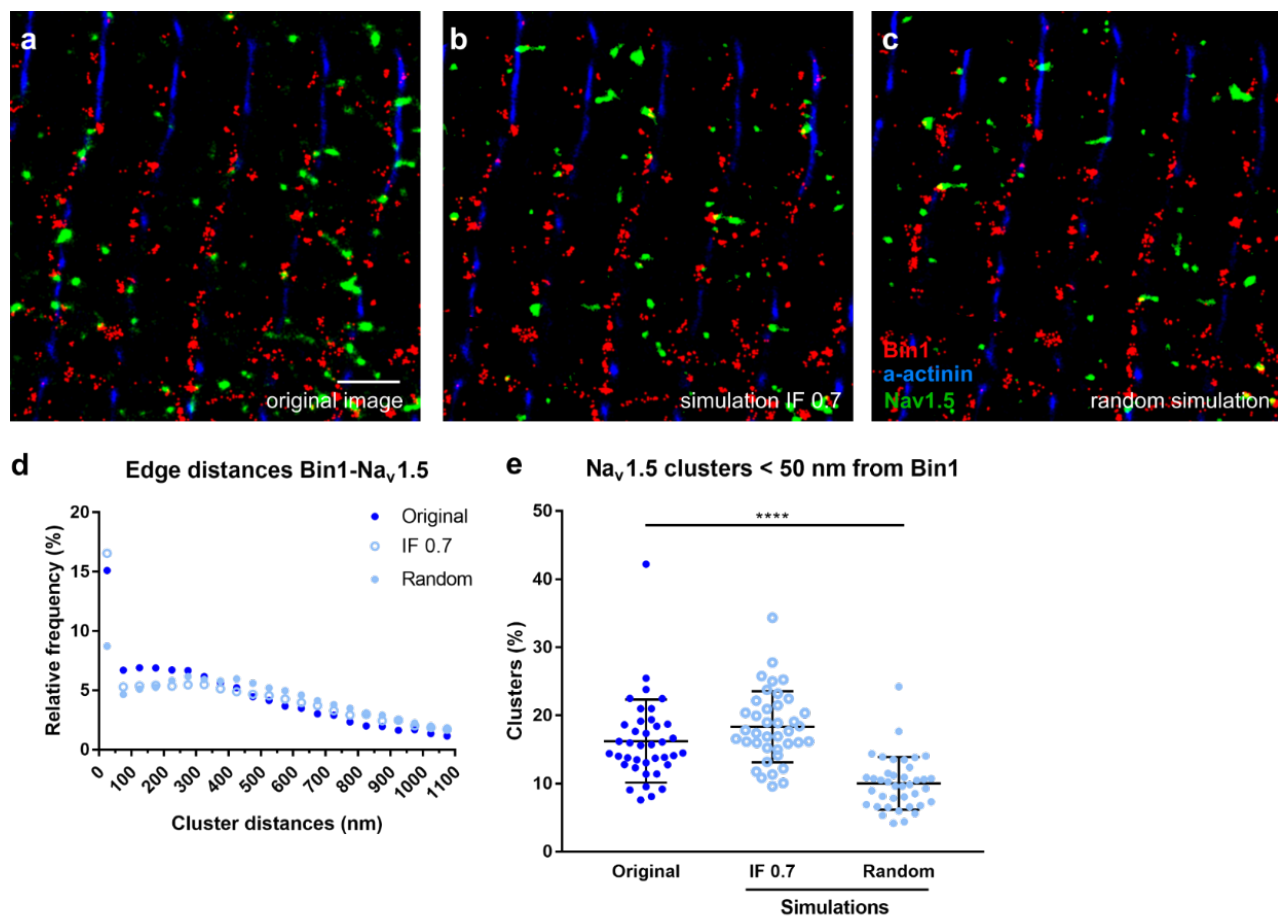 a
original image
b
simulation IF 0.7
c
Bin1
a-actinin
Nav1.5
random simulation
d
Edge distances Bin1-Nav1.5
Relative frequency (%)
20
15
10
5
0
Original
IF 0.7
Random
0 100 200 300 400 500 600 700 800 900 1000 1100
Cluster distances (nm)
e
Nav1.5 clusters < 50 nm from Bin1
Clusters (%)
50
40
30
20
10
0
****
Original IF 0.7 Random
Simulations